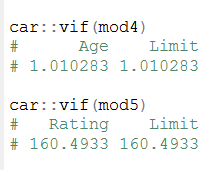 car::vif(mod4)
#      Age    Limit
# 1.010283 1.010283
car::vif(mod5)
#   Rating    Limit
# 160.4933 160.4933